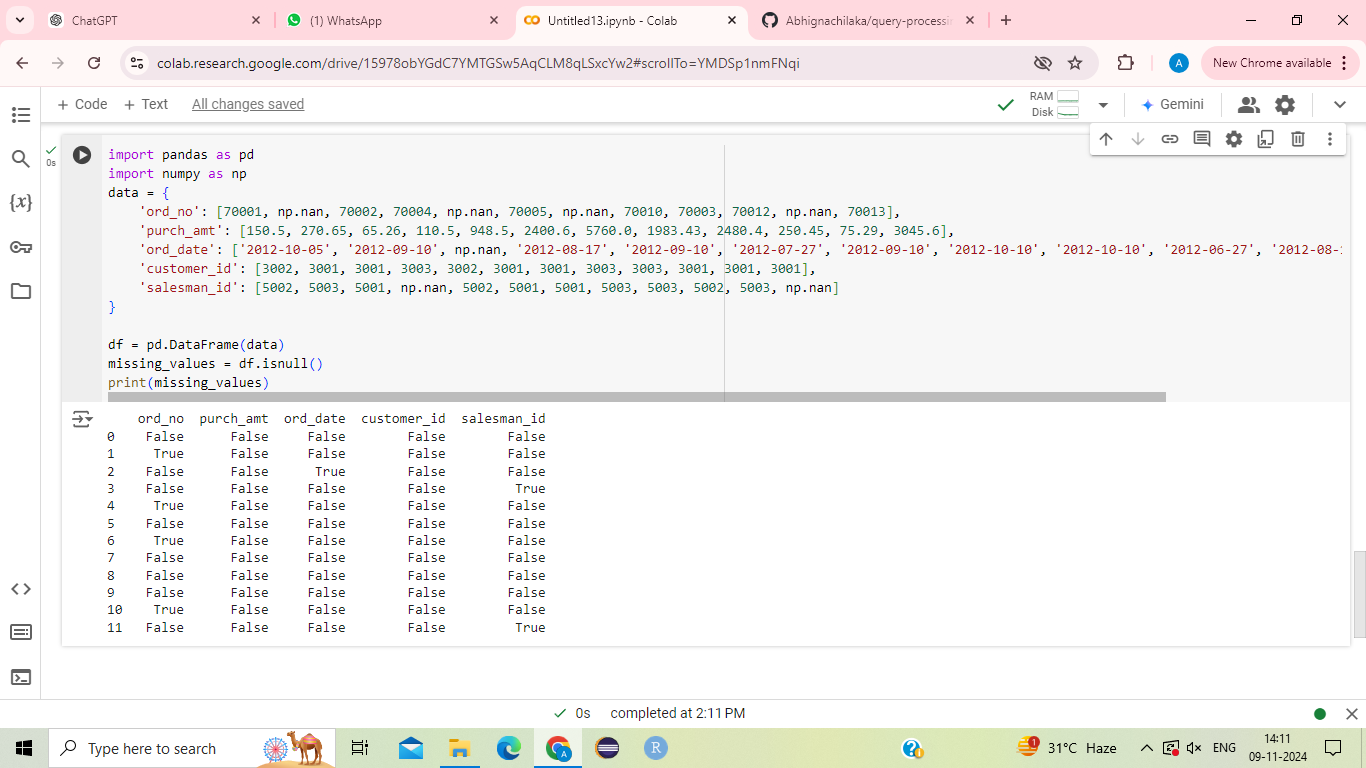 ChatGPT
(1) WhatsApp
Untitled13.ipynb - Colab
Abhignachilaka/query-processi
colab.research.google.com/drive/15978obYGdC7YMTGSw5AqCLM8qLSxcYw2#scrollTo=YMDSp1nmFNqi
A
New Chrome available
+ Code + Text All changes saved
RAM
Disk
Gemini
0s
{x}
import pandas as pd
import numpy as np
data = {
    'ord_no': [70001, np.nan, 70002, 70004, np.nan, 70005, np.nan, 70010, 70003, 70012, np.nan, 70013],
    'purch_amt': [150.5, 270.65, 65.26, 110.5, 948.5, 2400.6, 5760.0, 1983.43, 2480.4, 250.45, 75.29, 3045.6],
    'ord_date': ['2012-10-05', '2012-09-10', np.nan, '2012-08-17', '2012-09-10', '2012-07-27', '2012-09-10', '2012-10-10', '2012-10-10', '2012-06-27', '2012-08-
    'customer_id': [3002, 3001, 3001, 3003, 3002, 3001, 3001, 3003, 3003, 3001, 3001, 3001],
    'salesman_id': [5002, 5003, 5001, np.nan, 5002, 5001, 5001, 5003, 5003, 5002, 5003, np.nan]
}
df = pd.DataFrame(data)
missing_values = df.isnull()
print(missing_values)
ord_no purch_amt ord_date customer_id salesman_id
0 False False False False False
1 True False False False False
2 False False True False False
3 False False False False True
4 True False False False False
5 False False False False False
6 True False False False False
7 False False False False False
8 False False False False False
9 False False False False False
10 True False False False False
11 False False False False True
0s completed at 2:11 PM
Type here to search
A
R
1
31°C Haze
ENG
14:11
09-11-2024